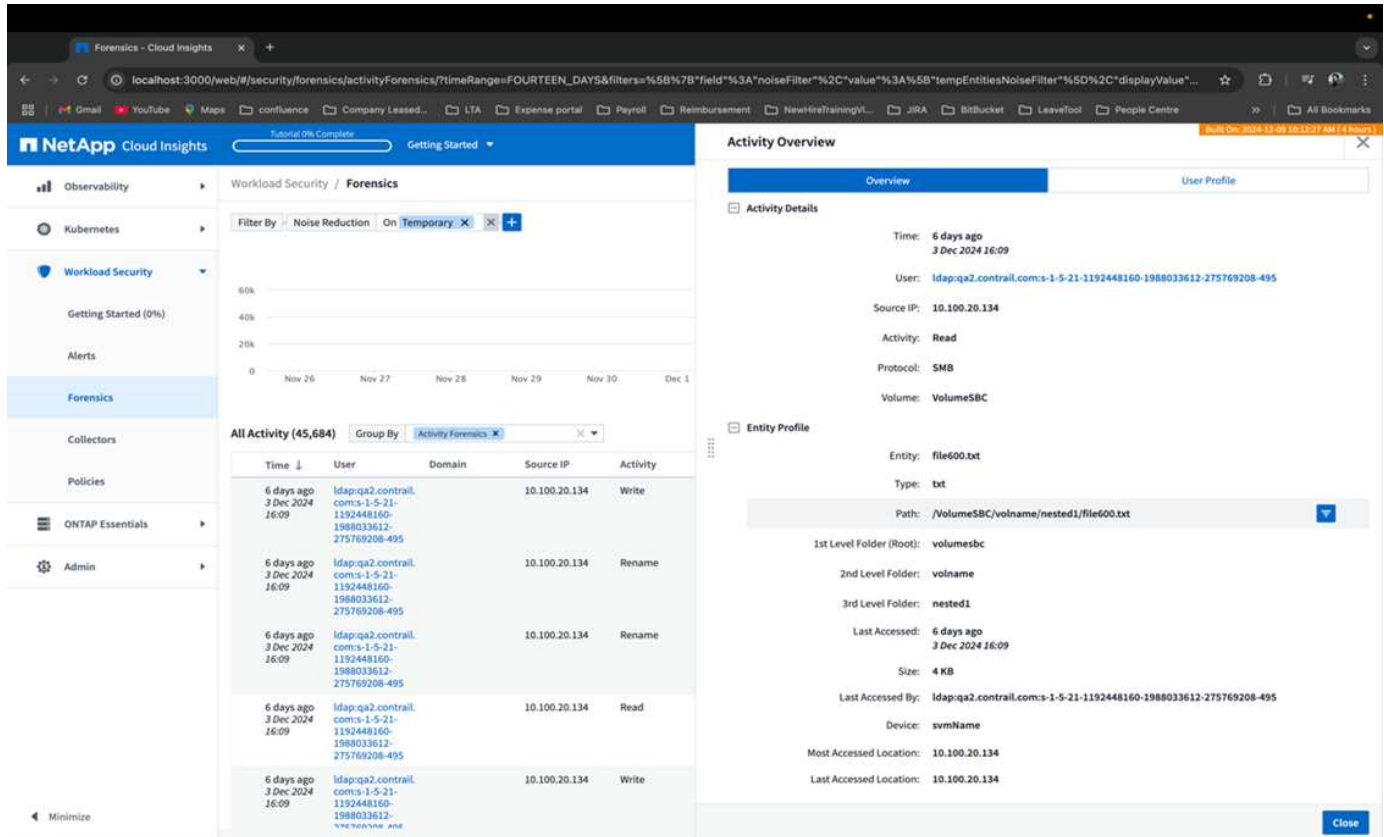 Forensics - Cloud Insights
localhost:3000/web/#/security/forensics/activityForensics/?timeRange=FOURTEEN_DAYS&filters=%5B%7B"field"%3A"noiseFilter"%2C"value"%3A%5B"tempEntitiesNoiseFilter"%5D%2C"displayValue"...
Gmail YouTube Maps confluence Company Leased... LTA Expense portal Payroll Reimbursement NewHireTrainingVi... JIRA BitBucket LeaveTool People Centre >> All Bookmarks
NetApp Cloud Insights
Tutorial 0% Complete
Getting Started
Built On: 2024-12-09 10:12:27 AM ( 4 hours )
Observability
Kubernetes
Workload Security
Getting Started (0%)
Alerts
Forensics
Collectors
Policies
ONTAP Essentials
Admin
Minimize
Workload Security / Forensics
Filter By Noise Reduction On Temporary X X +
60k
40k
20k
0
Nov 26 Nov 27 Nov 28 Nov 29 Nov 30 Dec 1
All Activity (45,684) Group By Activity Forensics X
Time User Domain Source IP Activity
6 days ago ldap:qa2.contrail. 10.100.20.134 Write
3 Dec 2024 com:s-1-5-21-
16:09 1192448160-
1988033612-
275769208-495
6 days ago ldap:qa2.contrail. 10.100.20.134 Rename
3 Dec 2024 com:s-1-5-21-
16:09 1192448160-
1988033612-
275769208-495
6 days ago ldap:qa2.contrail. 10.100.20.134 Rename
3 Dec 2024 com:s-1-5-21-
16:09 1192448160-
1988033612-
275769208-495
6 days ago ldap:qa2.contrail. 10.100.20.134 Read
3 Dec 2024 com:s-1-5-21-
16:09 1192448160-
1988033612-
275769208-495
6 days ago ldap:qa2.contrail. 10.100.20.134 Write
3 Dec 2024 com:s-1-5-21-
16:09 1192448160-
1988033612-
Activity Overview
Overview User Profile
Activity Details
Time: 6 days ago
3 Dec 2024 16:09
User: ldap:qa2.contrail.com:s-1-5-21-1192448160-1988033612-275769208-495
Source IP: 10.100.20.134
Activity: Read
Protocol: SMB
Volume: VolumeSBC
Entity Profile
Entity: file600.txt
Type: txt
Path: /VolumeSBC/volname/nested1/file600.txt
1st Level Folder (Root): volumesbc
2nd Level Folder: volname
3rd Level Folder: nested1
Last Accessed: 6 days ago
3 Dec 2024 16:09
Size: 4 KB
Last Accessed By: ldap:qa2.contrail.com:s-1-5-21-1192448160-1988033612-275769208-495
Device: svmName
Most Accessed Location: 10.100.20.134
Last Accessed Location: 10.100.20.134
Close